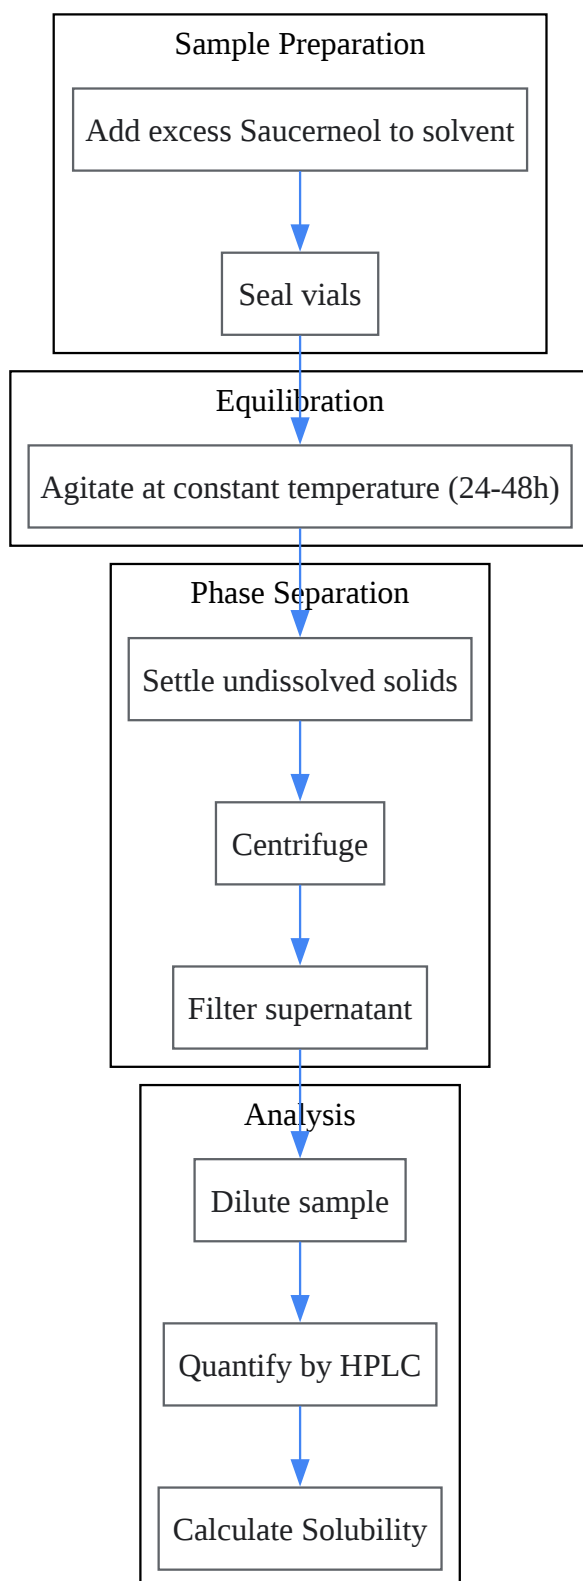 Sample Preparation
Add excess Saucerneol to solvent
Seal vials
Equilibration
Agitate at constant temperature (24-48h)
Phase Separation
Settle undissolved solids
Centrifuge
Filter supernatant
Analysis
Dilute sample
Quantify by HPLC
Calculate Solubility